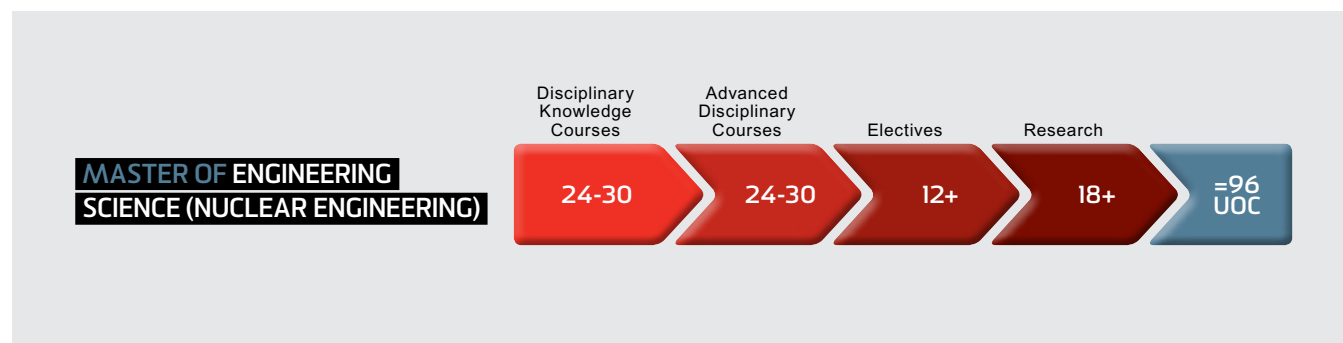 Disciplinary
Knowledge
Courses
Advanced
Disciplinary
Courses
Electives
Research
MASTER OF ENGINEERING
SCIENCE (NUCLEAR ENGINEERING)
24-30
24-30
12+
18+
=96
UOC